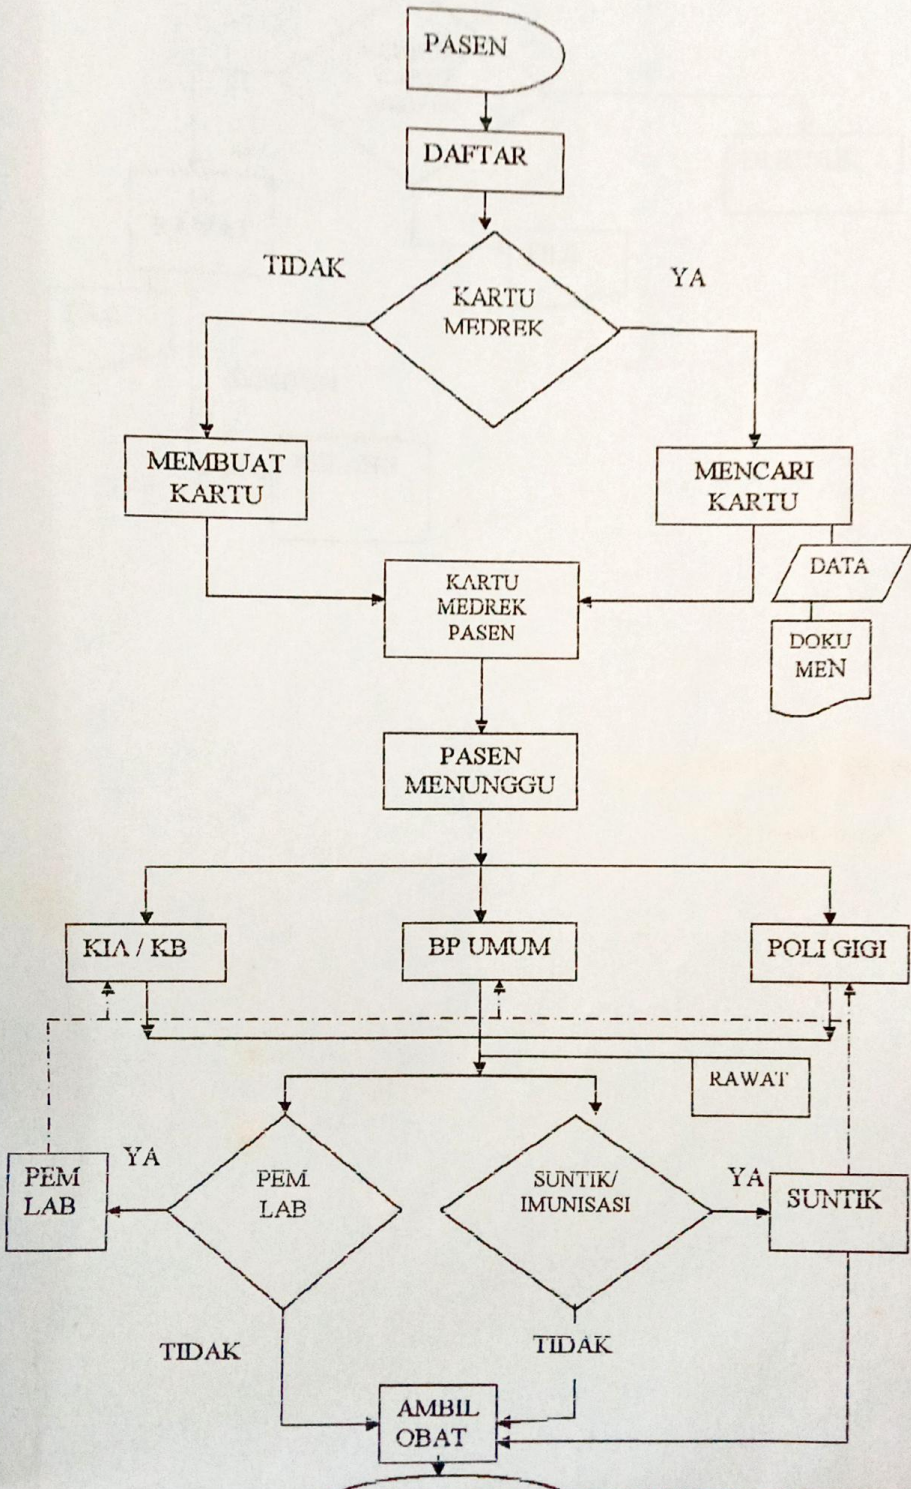 PASEN
DAFTAR
TIDAK
YA
KARTU
MEDREK
MEMBUAT
KARTU
MENCARI
KARTU
DATA
DOKU
MEN
KARTU
MEDREK
PASEN
PASEN
MENUNGGU
KIA / KB
BP UMUM
POLI GIGI
RAWAT
PEM
LAB
YA
PEM
LAB
SUNTIK/
IMUNISASI
YA
SUNTIK
TIDAK
TIDAK
AMBIL
OBAT